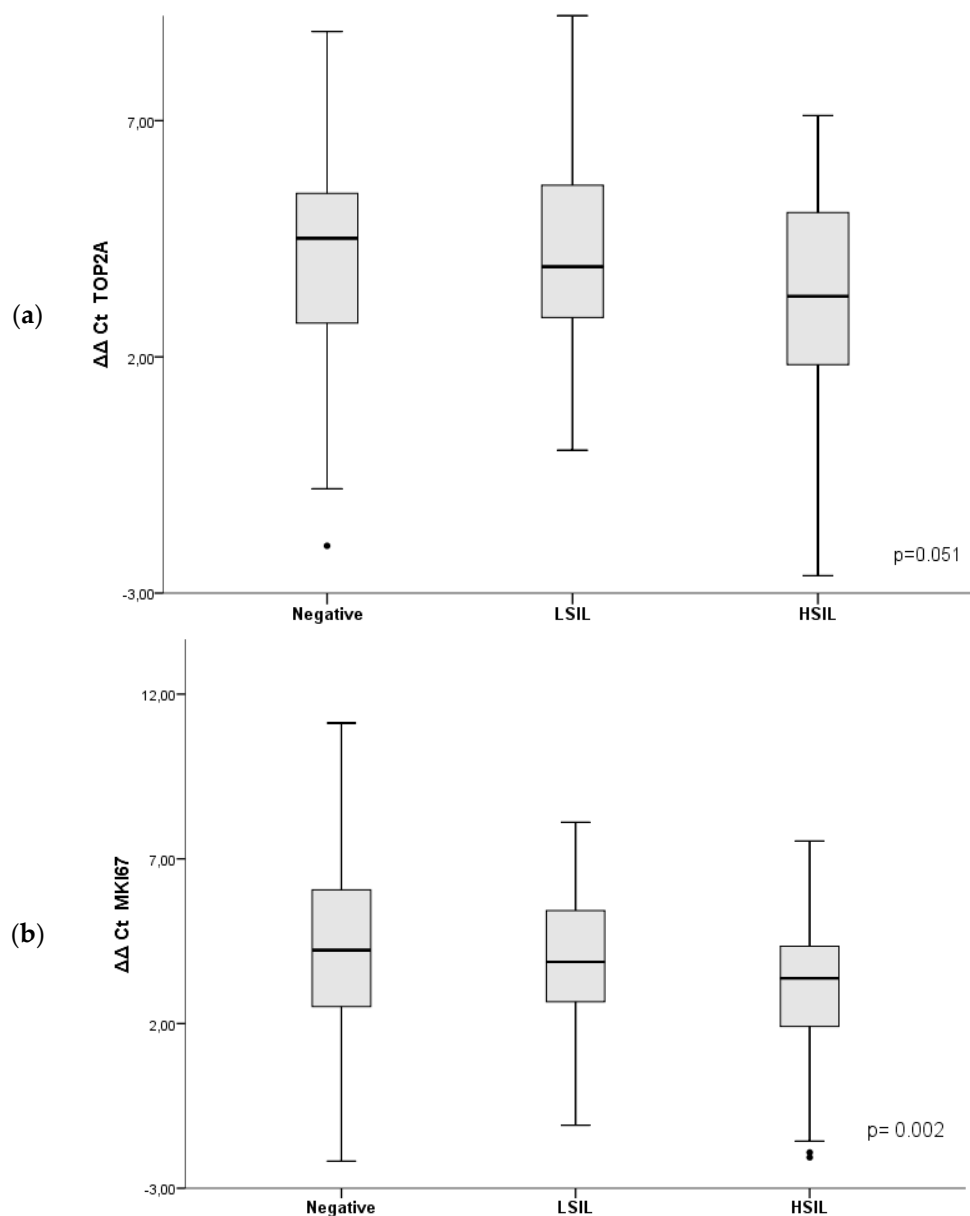 7,00
(a)
ΔΔ Ct TOP2A
2,00
p=0.051
-3,00
Negative LSIL HSIL
12,00
7,00
(b)
ΔΔ Ct MKI67
2,00
p= 0.002
-3,00
Negative LSIL HSIL